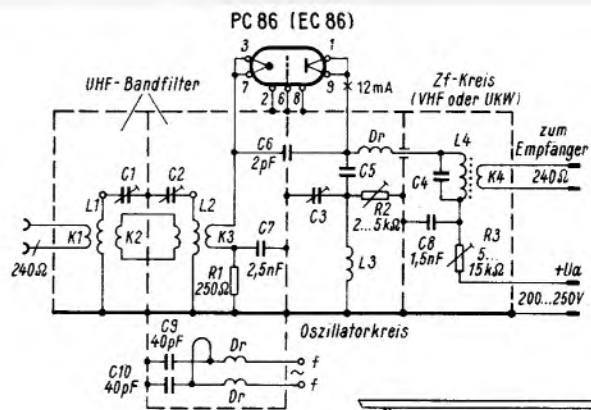 PC 86 (EC 86)
3
1
7
9
2
6
8
12mA
UHF-Bandfilter
Zf-Kreis
(VHF oder UKW)
C6
2pF
Dr
L4
zum
Empfänger
240Ω
C1
C2
C5
C4
K4
L1
L2
C3
R2
2...5kΩ
K1
K2
K3
C7
2,5nF
C8
1,5nF
R3
5...
15kΩ
240Ω
R1
250Ω
L3
+Ua
200...250V
Oszillatorkreis
C9
40pF
Dr
f
~
C10
40pF
Dr
f